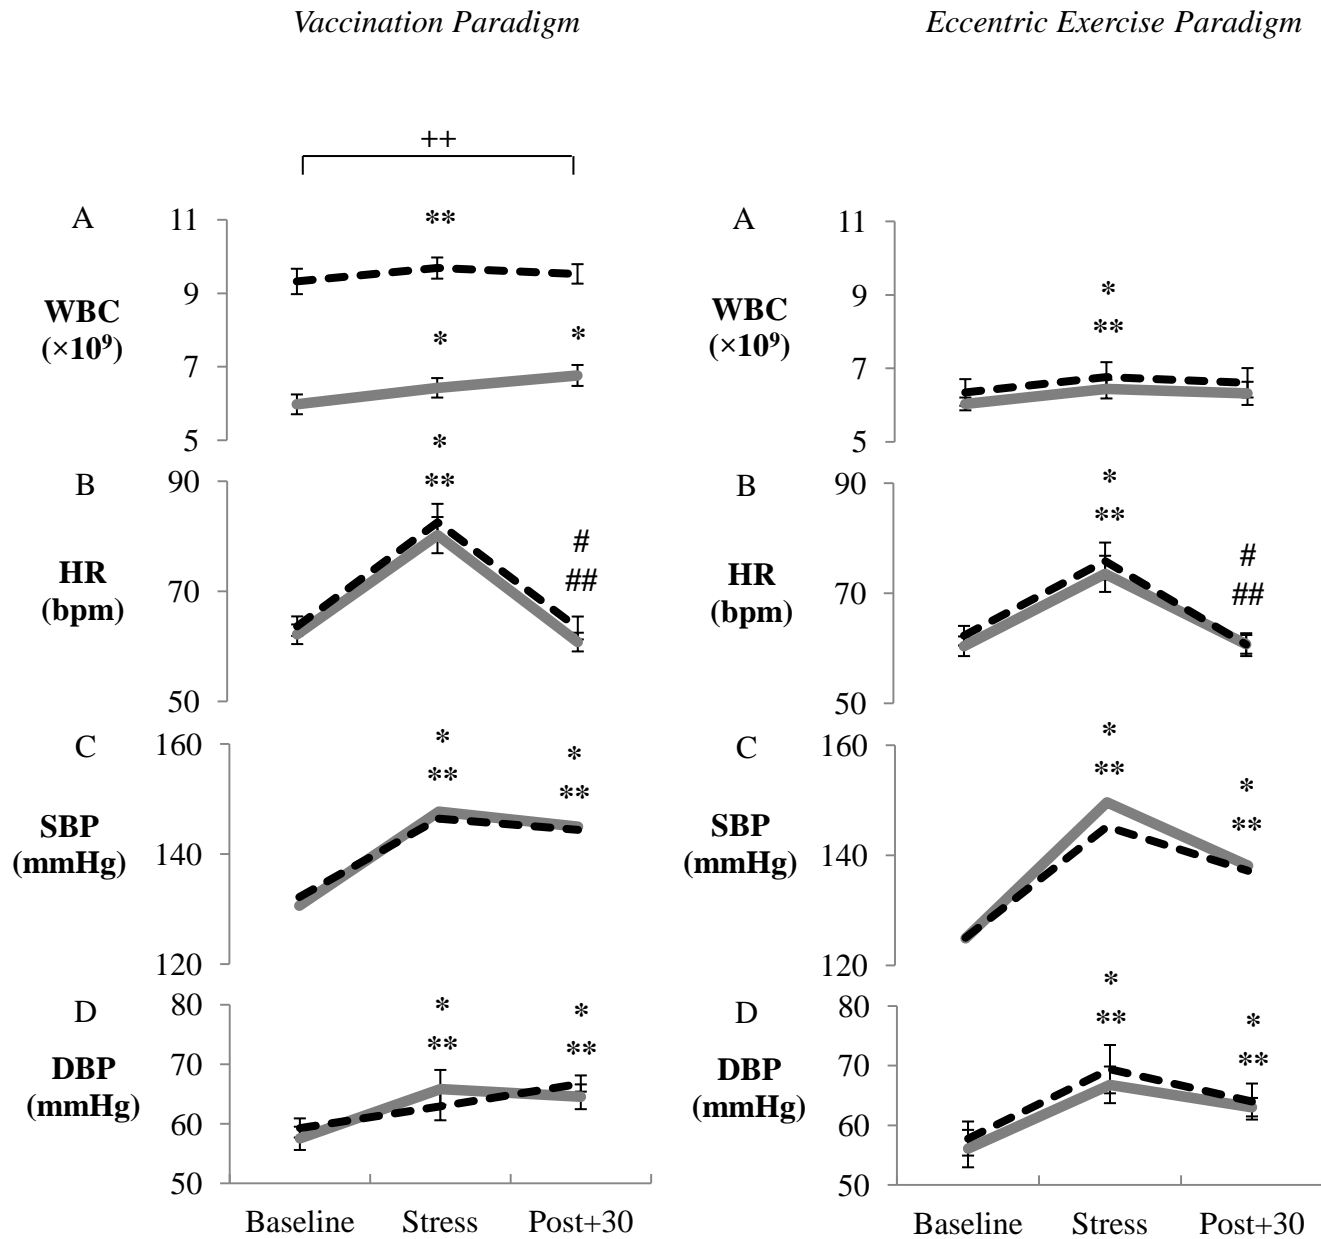 Vaccination Paradigm
++
A
11
9
7
5
WBC
(×10⁹)
**
*
*
B
90
70
50
HR
(bpm)
*
**
#
##
C
160
140
120
SBP
(mmHg)
*
**
*
**
D
80
70
60
50
DBP
(mmHg)
*
**
*
**
Baseline Stress Post+30
Eccentric Exercise Paradigm
A
11
9
7
5
WBC
(×10⁹)
*
**
B
90
70
50
HR
(bpm)
*
**
#
##
C
160
140
120
SBP
(mmHg)
*
**
*
**
D
80
70
60
50
DBP
(mmHg)
*
**
*
**
Baseline Stress Post+30